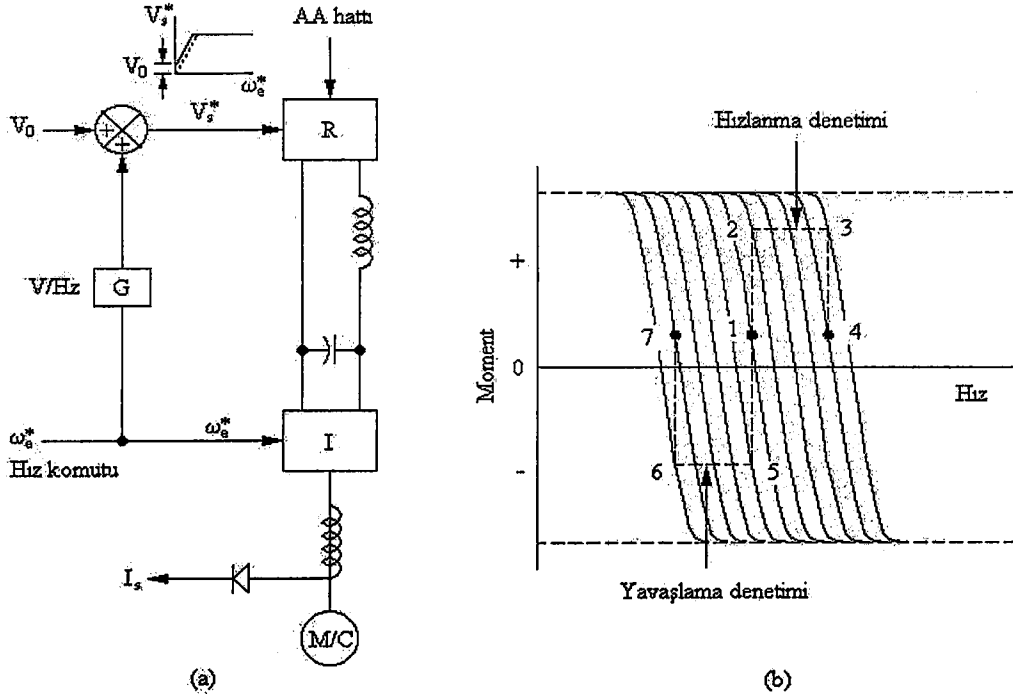 V_s*
V_0
ω_e*
AA hattı
V_0
+
+
V_s*
R
V/Hz
G
ω_e*
Hız komutu
ω_e*
I
I_s
M/C
(a)
Hızlanma denetimi
2
3
+
7
1
4
0
Moment
Hız
-
6
5
Yavaşlama denetimi
(b)